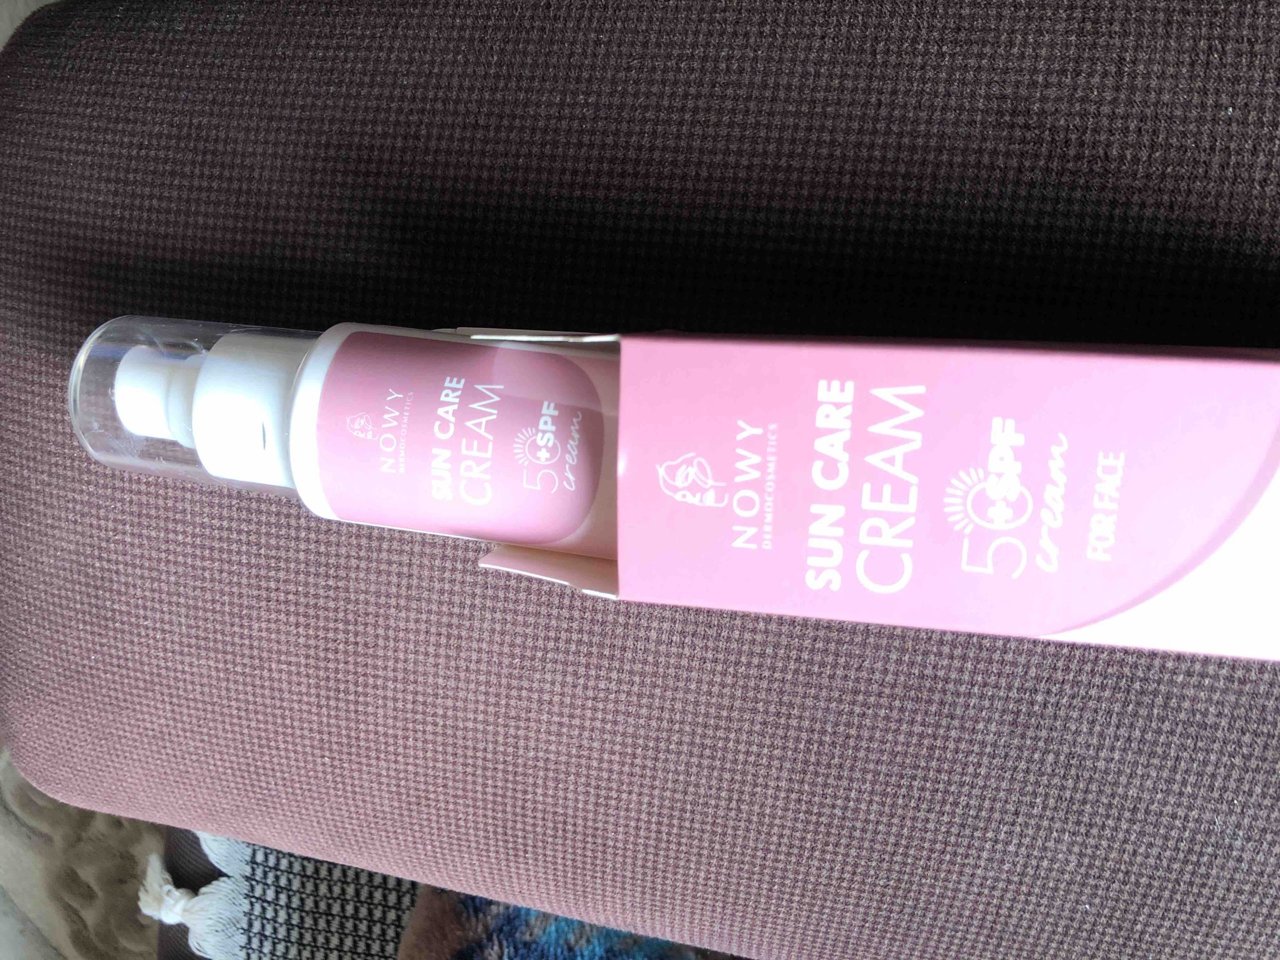 NOWY
DERMOCOSMETICS
SUN CARE
CREAM
50+SPF
cream
NOWY
DERMOCOSMETICS
SUN CARE
CREAM
50+SPF
cream
FOR FACE